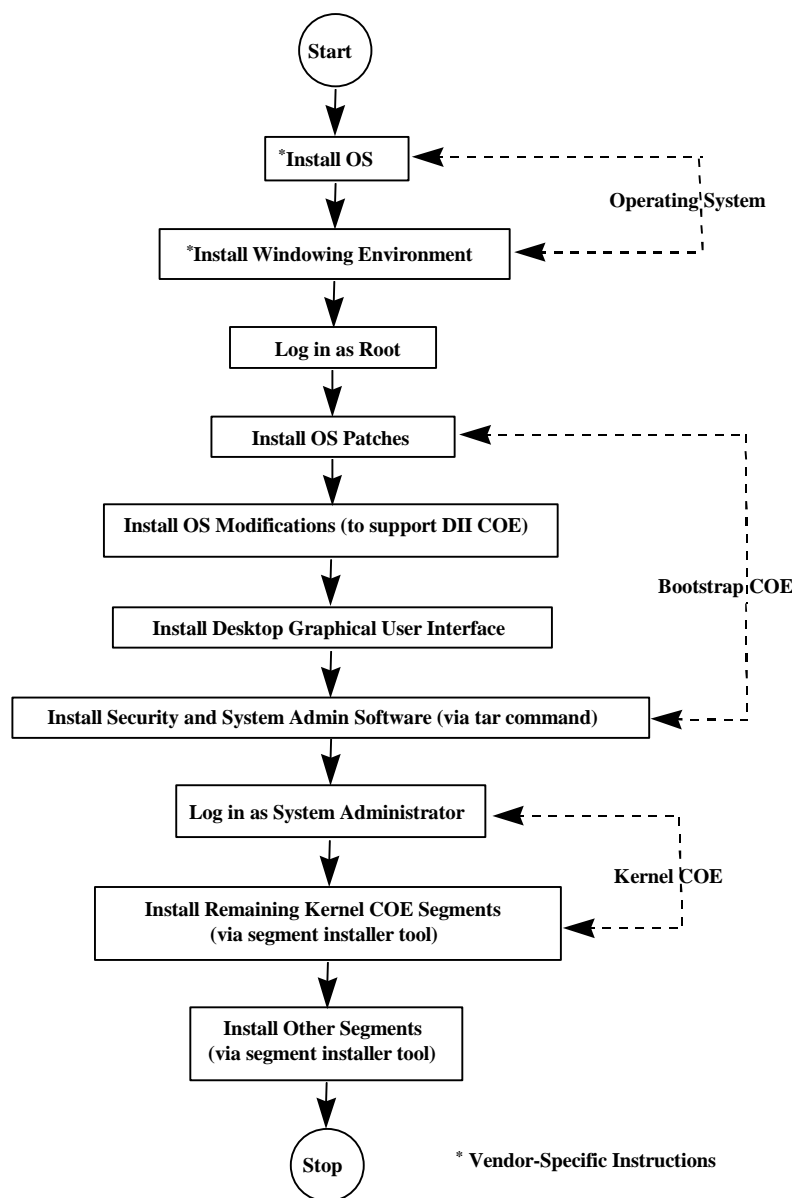 Start
*Install OS
Operating System
*Install Windowing Environment
Log in as Root
Install OS Patches
Install OS Modifications (to support DII COE)
Bootstrap COE
Install Desktop Graphical User Interface
Install Security and System Admin Software (via tar command)
Log in as System Administrator
Kernel COE
Install Remaining Kernel COE Segments
(via segment installer tool)
Install Other Segments
(via segment installer tool)
Stop
* Vendor-Specific Instructions